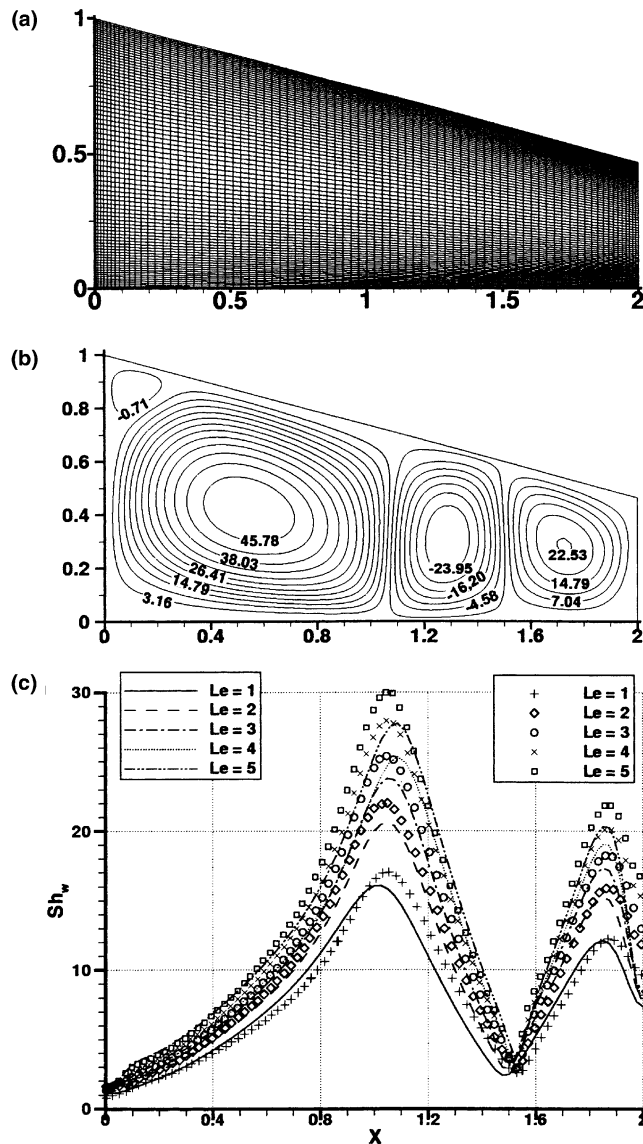 (a)
1
0.5
0
0 0.5 1 1.5 2
(b)
1
0.8
0.6
0.4
0.2
0
-0.71
45.78
38.03
26.41
14.79
3.16
-23.95
-16,20
-4.58
22.53
14.79
7.04
0 0.4 0.8 1.2 1.6 2
(c)
30
20
10
0
Sh_w
Le = 1
Le = 2
Le = 3
Le = 4
Le = 5
Le = 1
Le = 2
Le = 3
Le = 4
Le = 5
0 0.4 0.8 1.2 1.6 2
X